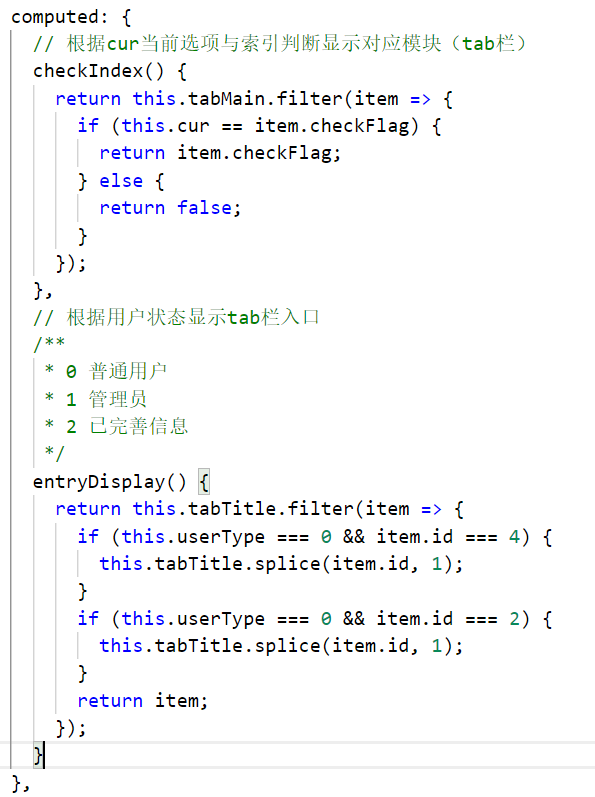 computed: {
// 根据cur当前选项与索引判断显示对应模块（tab栏）
checkIndex() {
return this.tabMain.filter(item => {
if (this.cur == item.checkFlag) {
return item.checkFlag;
} else {
return false;
}
});
},
// 根据用户状态显示tab栏入口
/**
* 0 普通用户
* 1 管理员
* 2 已完善信息
*/
entryDisplay() {
return this.tabTitle.filter(item => {
if (this.userType === 0 && item.id === 4) {
this.tabTitle.splice(item.id, 1);
}
if (this.userType === 0 && item.id === 2) {
this.tabTitle.splice(item.id, 1);
}
return item;
});
}
},